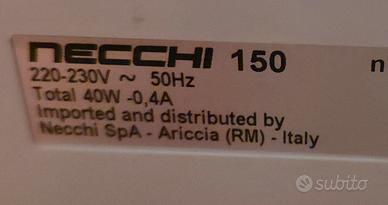 NECCHI 150 n
220-230V ~ 50Hz
Total 40W -0,4A
Imported and distributed by
Necchi SpA - Ariccia (RM) - Italy
subito